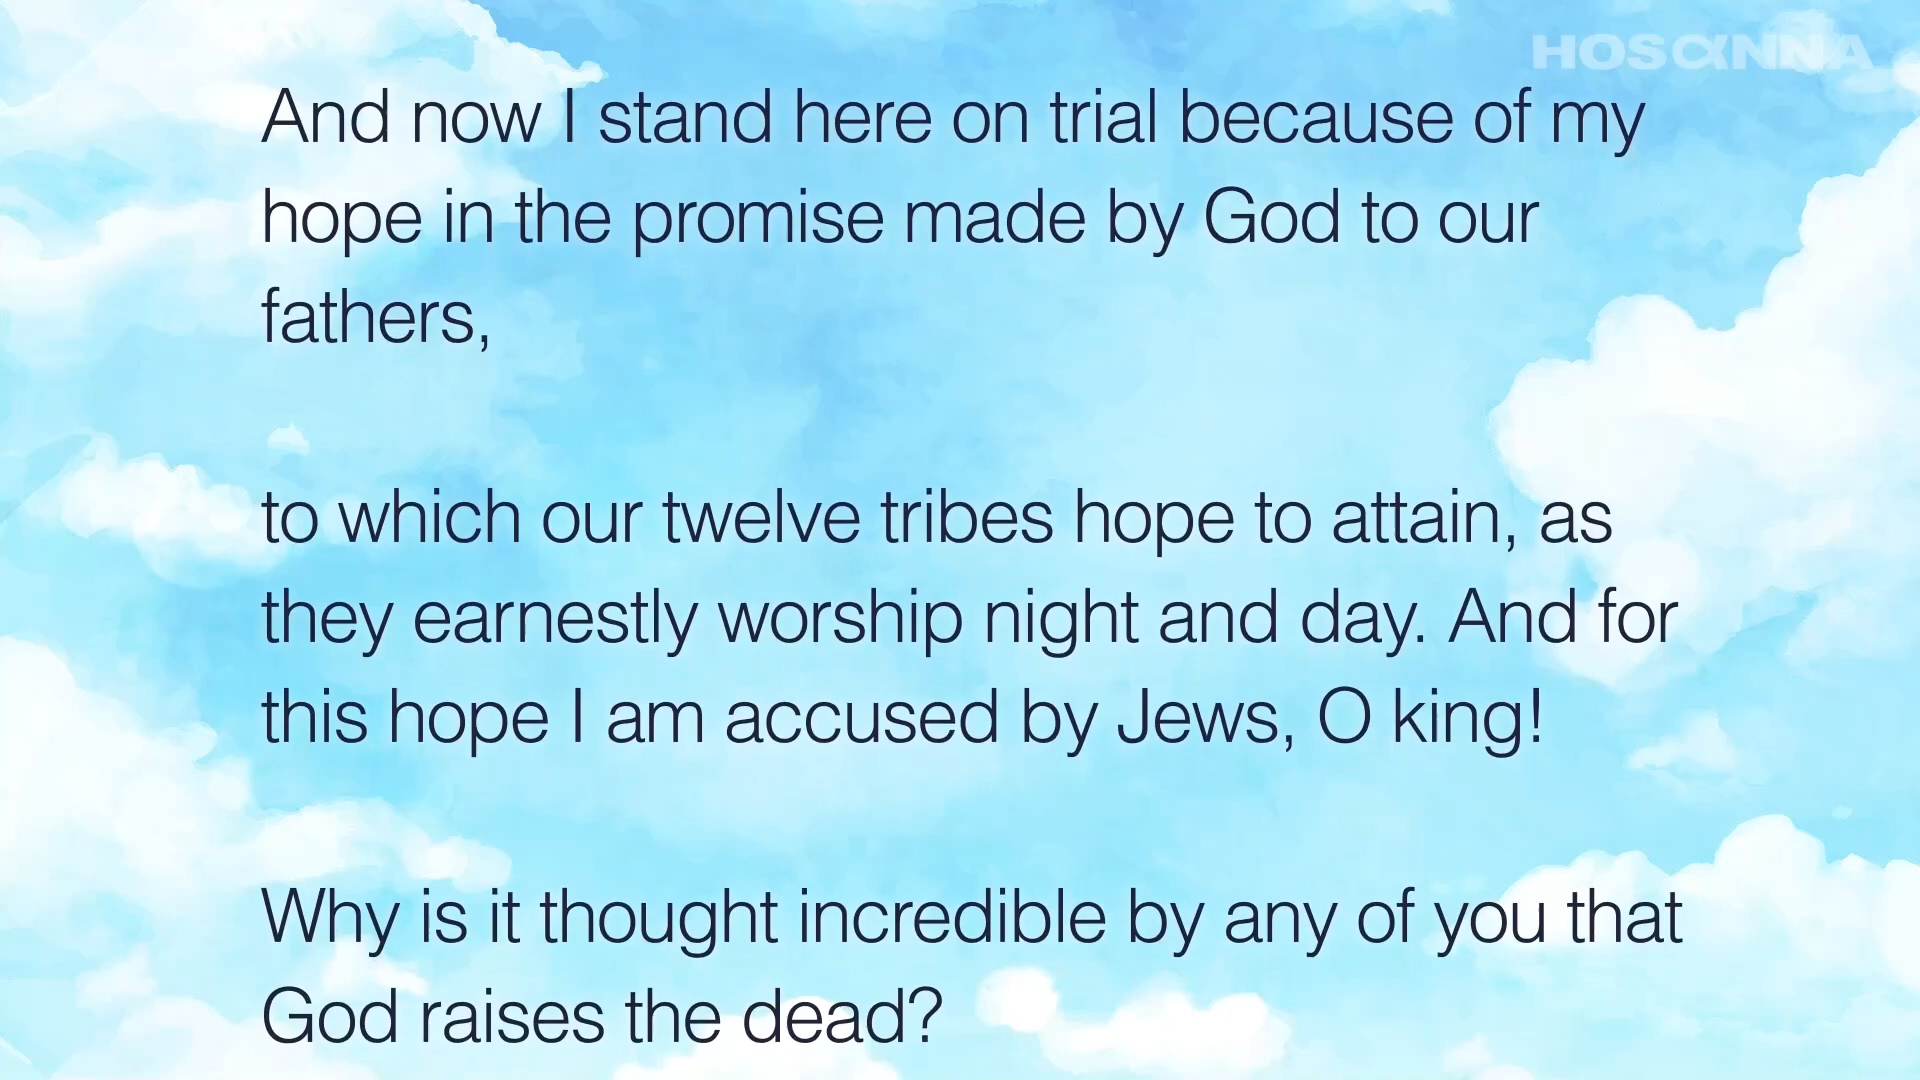 HOSANNA
And now I stand here on trial because of my
hope in the promise made by God to our
fathers,
to which our twelve tribes hope to attain, as
they earnestly worship night and day. And for
this hope I am accused by Jews, O king!
Why is it thought incredible by any of you that
God raises the dead?